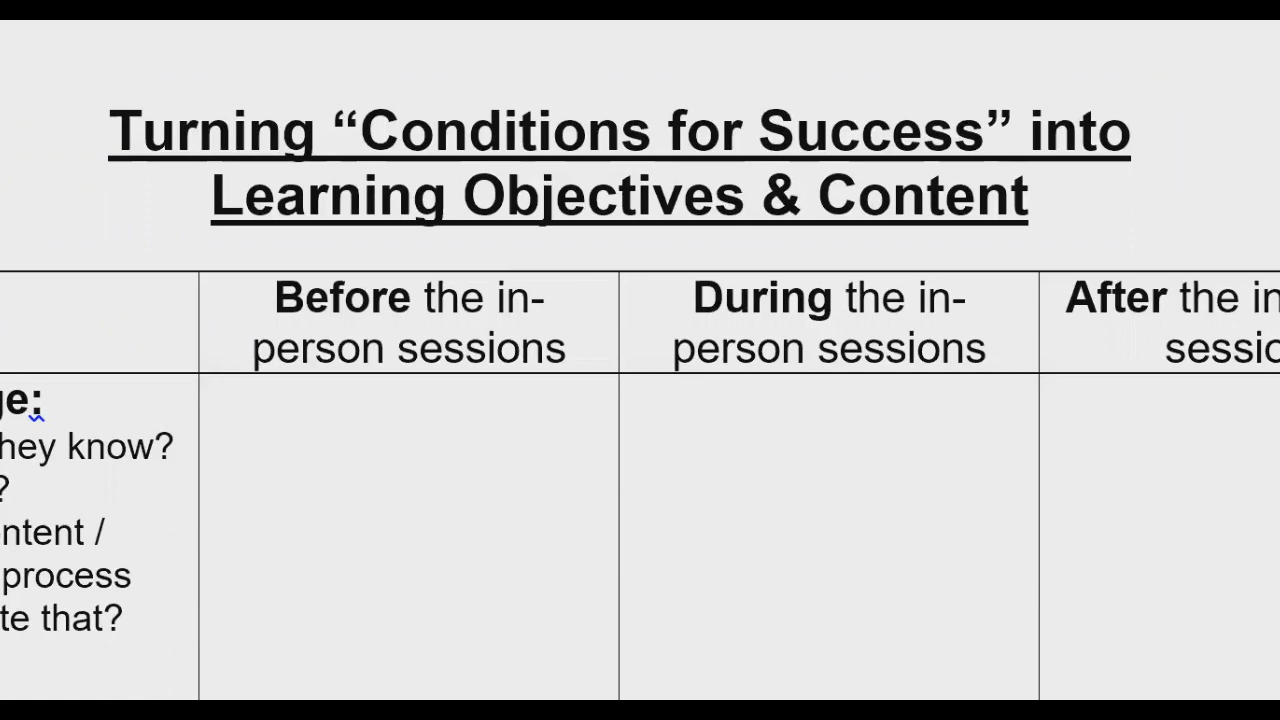 Turning “Conditions for Success” into
Learning Objectives & Content
Before the in-
person sessions
During the in-
person sessions
After the in
sessio
ge:
hey know?
?
ntent /
process
te that?